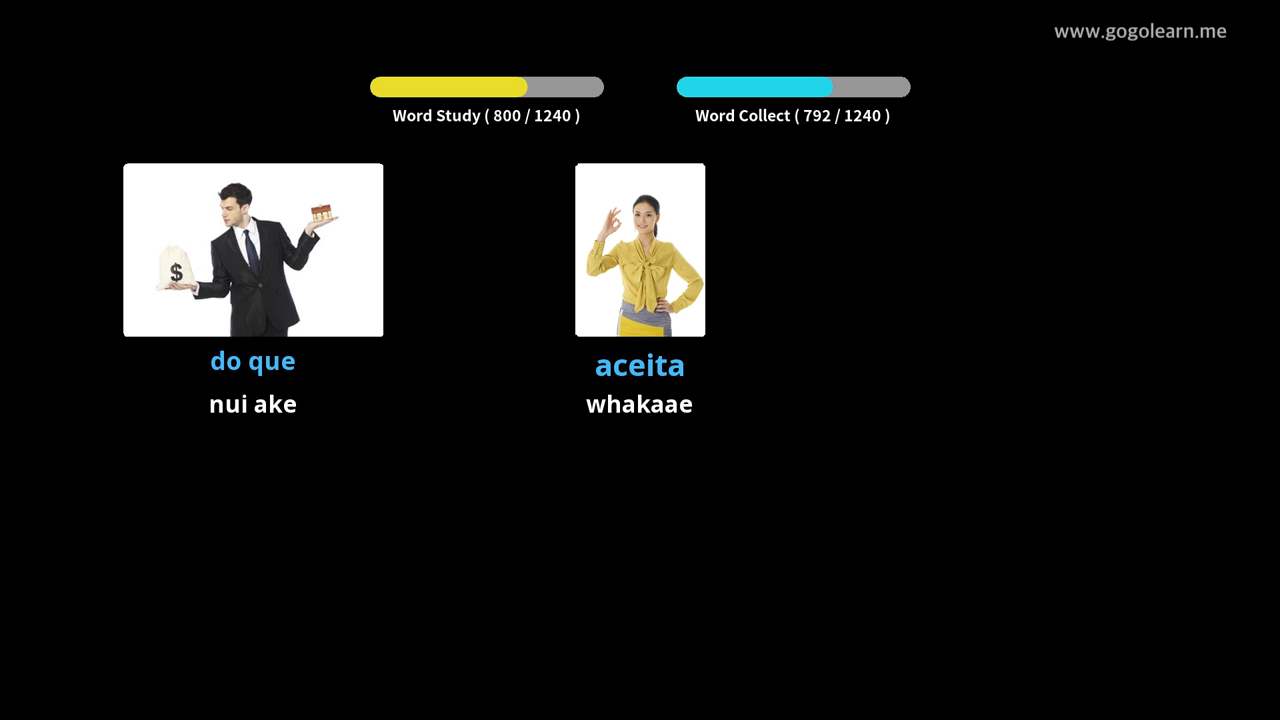 www.gogolearn.me
Word Study ( 800 / 1240 )
Word Collect ( 792 / 1240 )
$
do que
nui ake
aceita
whakaae